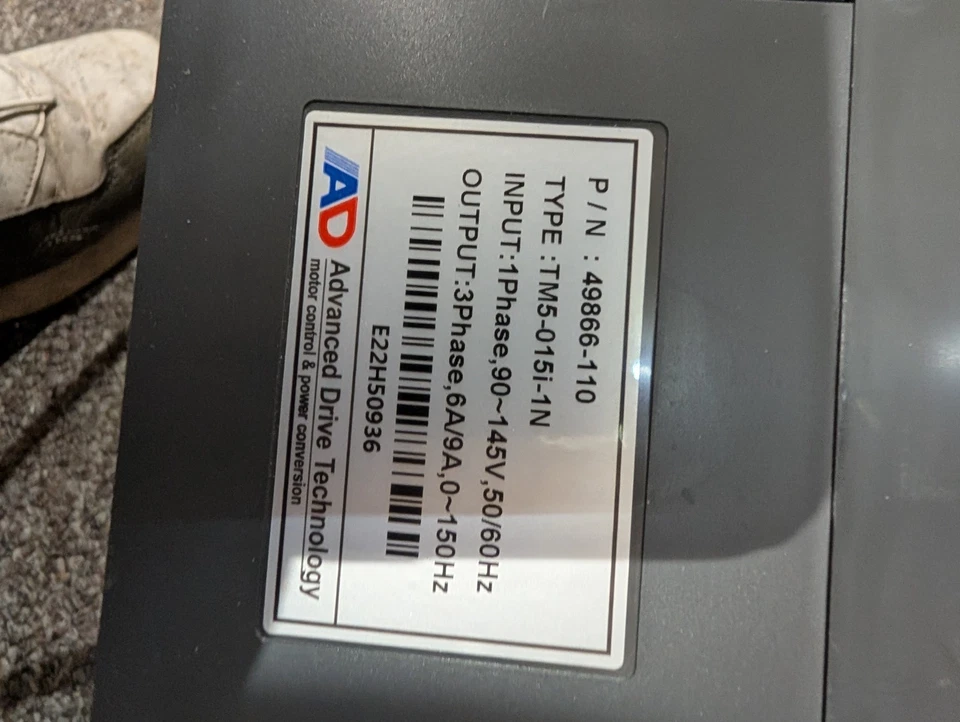 P / N : 49866-110
TYPE :TM5-015i-1N
INPUT:1Phase,90~145V,50/60Hz
OUTPUT:3Phase,6A/9A,0~150Hz
E22H50936
AD Advanced Drive Technology
motor control & power conversion